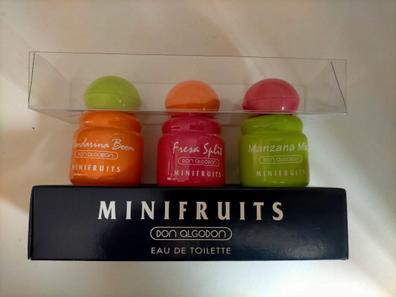 Mandarina Boom
DON ALGODON
MINIFRUITS
Fresa Split
DON ALGODON
MINIFRUITS
Manzana Mix
DON ALGODON
MINIFRUITS
MINIFRUITS
DON ALGODON
EAU DE TOILETTE